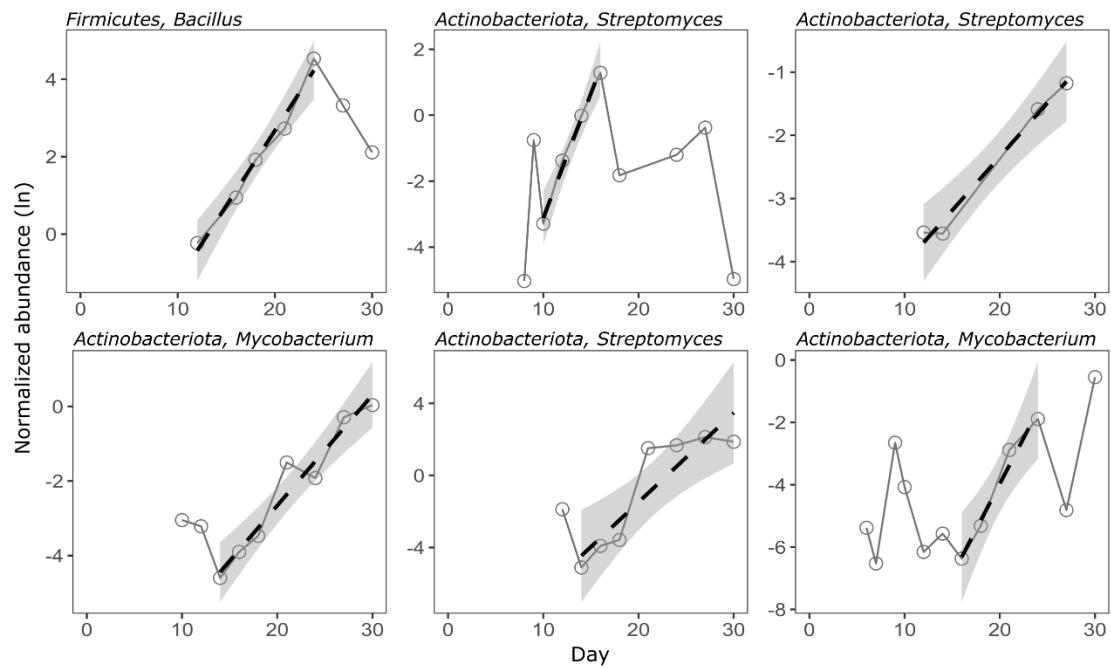 Firmicutes, Bacillus
Actinobacteriota, Streptomyces
Actinobacteriota, Streptomyces
4
2
0
2
0
-2
-4
-1
-2
-3
-4
0 10 20 30
0 10 20 30
0 10 20 30
Normalized abundance (ln)
Actinobacteriota, Mycobacterium
Actinobacteriota, Streptomyces
Actinobacteriota, Mycobacterium
0
-2
-4
4
0
-4
0
-2
-4
-6
-8
0 10 20 30
0 10 20 30
0 10 20 30
Day